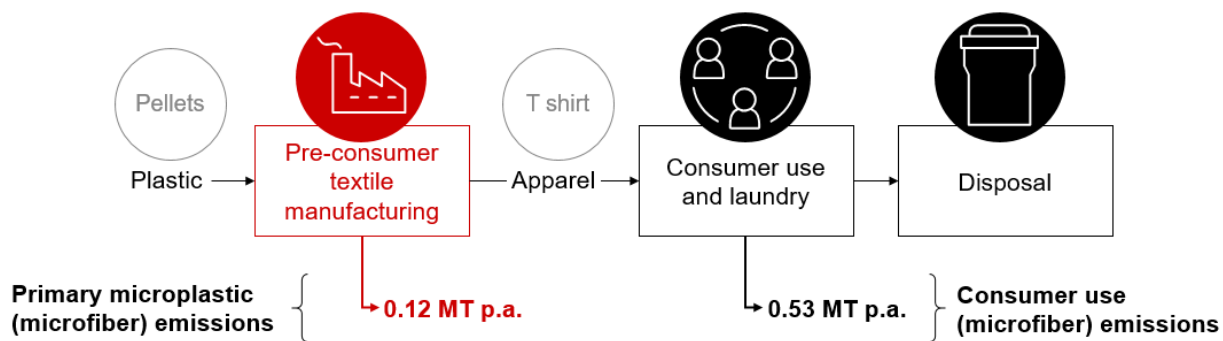 Pellets
T shirt
Plastic
Pre-consumer
textile
manufacturing
Apparel
Consumer use
and laundry
Disposal
Primary microplastic
(microfiber) emissions
0.12 MT p.a.
0.53 MT p.a.
Consumer use
(microfiber) emissions